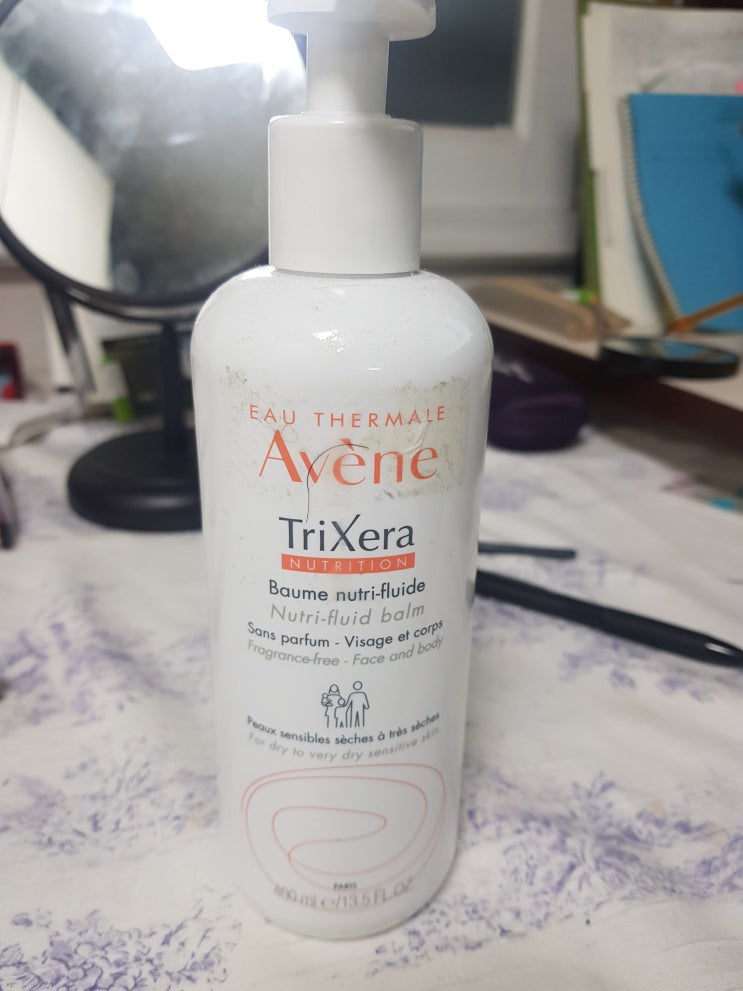 EAU THERMALE
Avène
TriXera
NUTRITION
Baume nutri-fluide
Nutri-fluid balm
Sans parfum - Visage et corps
Fragrance-free - Face and body
Peaux sensibles sèches à très sèches
For dry to very dry sensitive skin
PARIS
400 ml e/13.5 FL.OZ